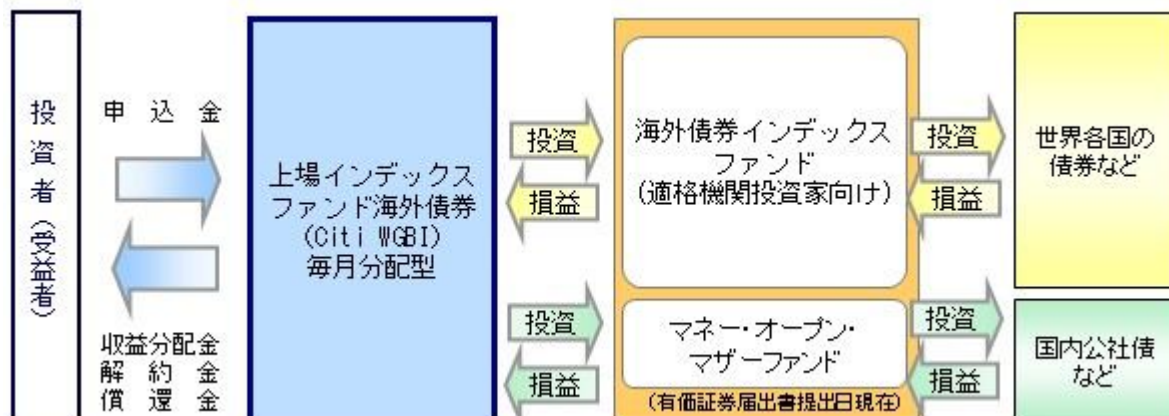 投資者（受益者）
申込金
収益分配金
解約金
償還金
上場インデックス
ファンド海外債券
(Citi WGBI)
毎月分配型
投資
損益
投資
損益
海外債券インデックス
ファンド
(適格機関投資家向け)
マネー・オープン・
マザーファンド
(有価証券届出書提出日現在)
投資
損益
投資
損益
世界各国の
債券など
国内公社債
など